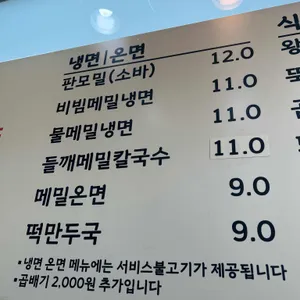 냉면/온면
판모밀(소바) 12.0
비빔메밀냉면 11.0
물메밀냉면 11.0
들깨메밀칼국수 11.0
메밀온면 9.0
떡만두국 9.0
*냉면 온면 메뉴에는 서비스불고기가 제공됩니다
*곱배기 2,000원 추가입니다
식
왕
뚝